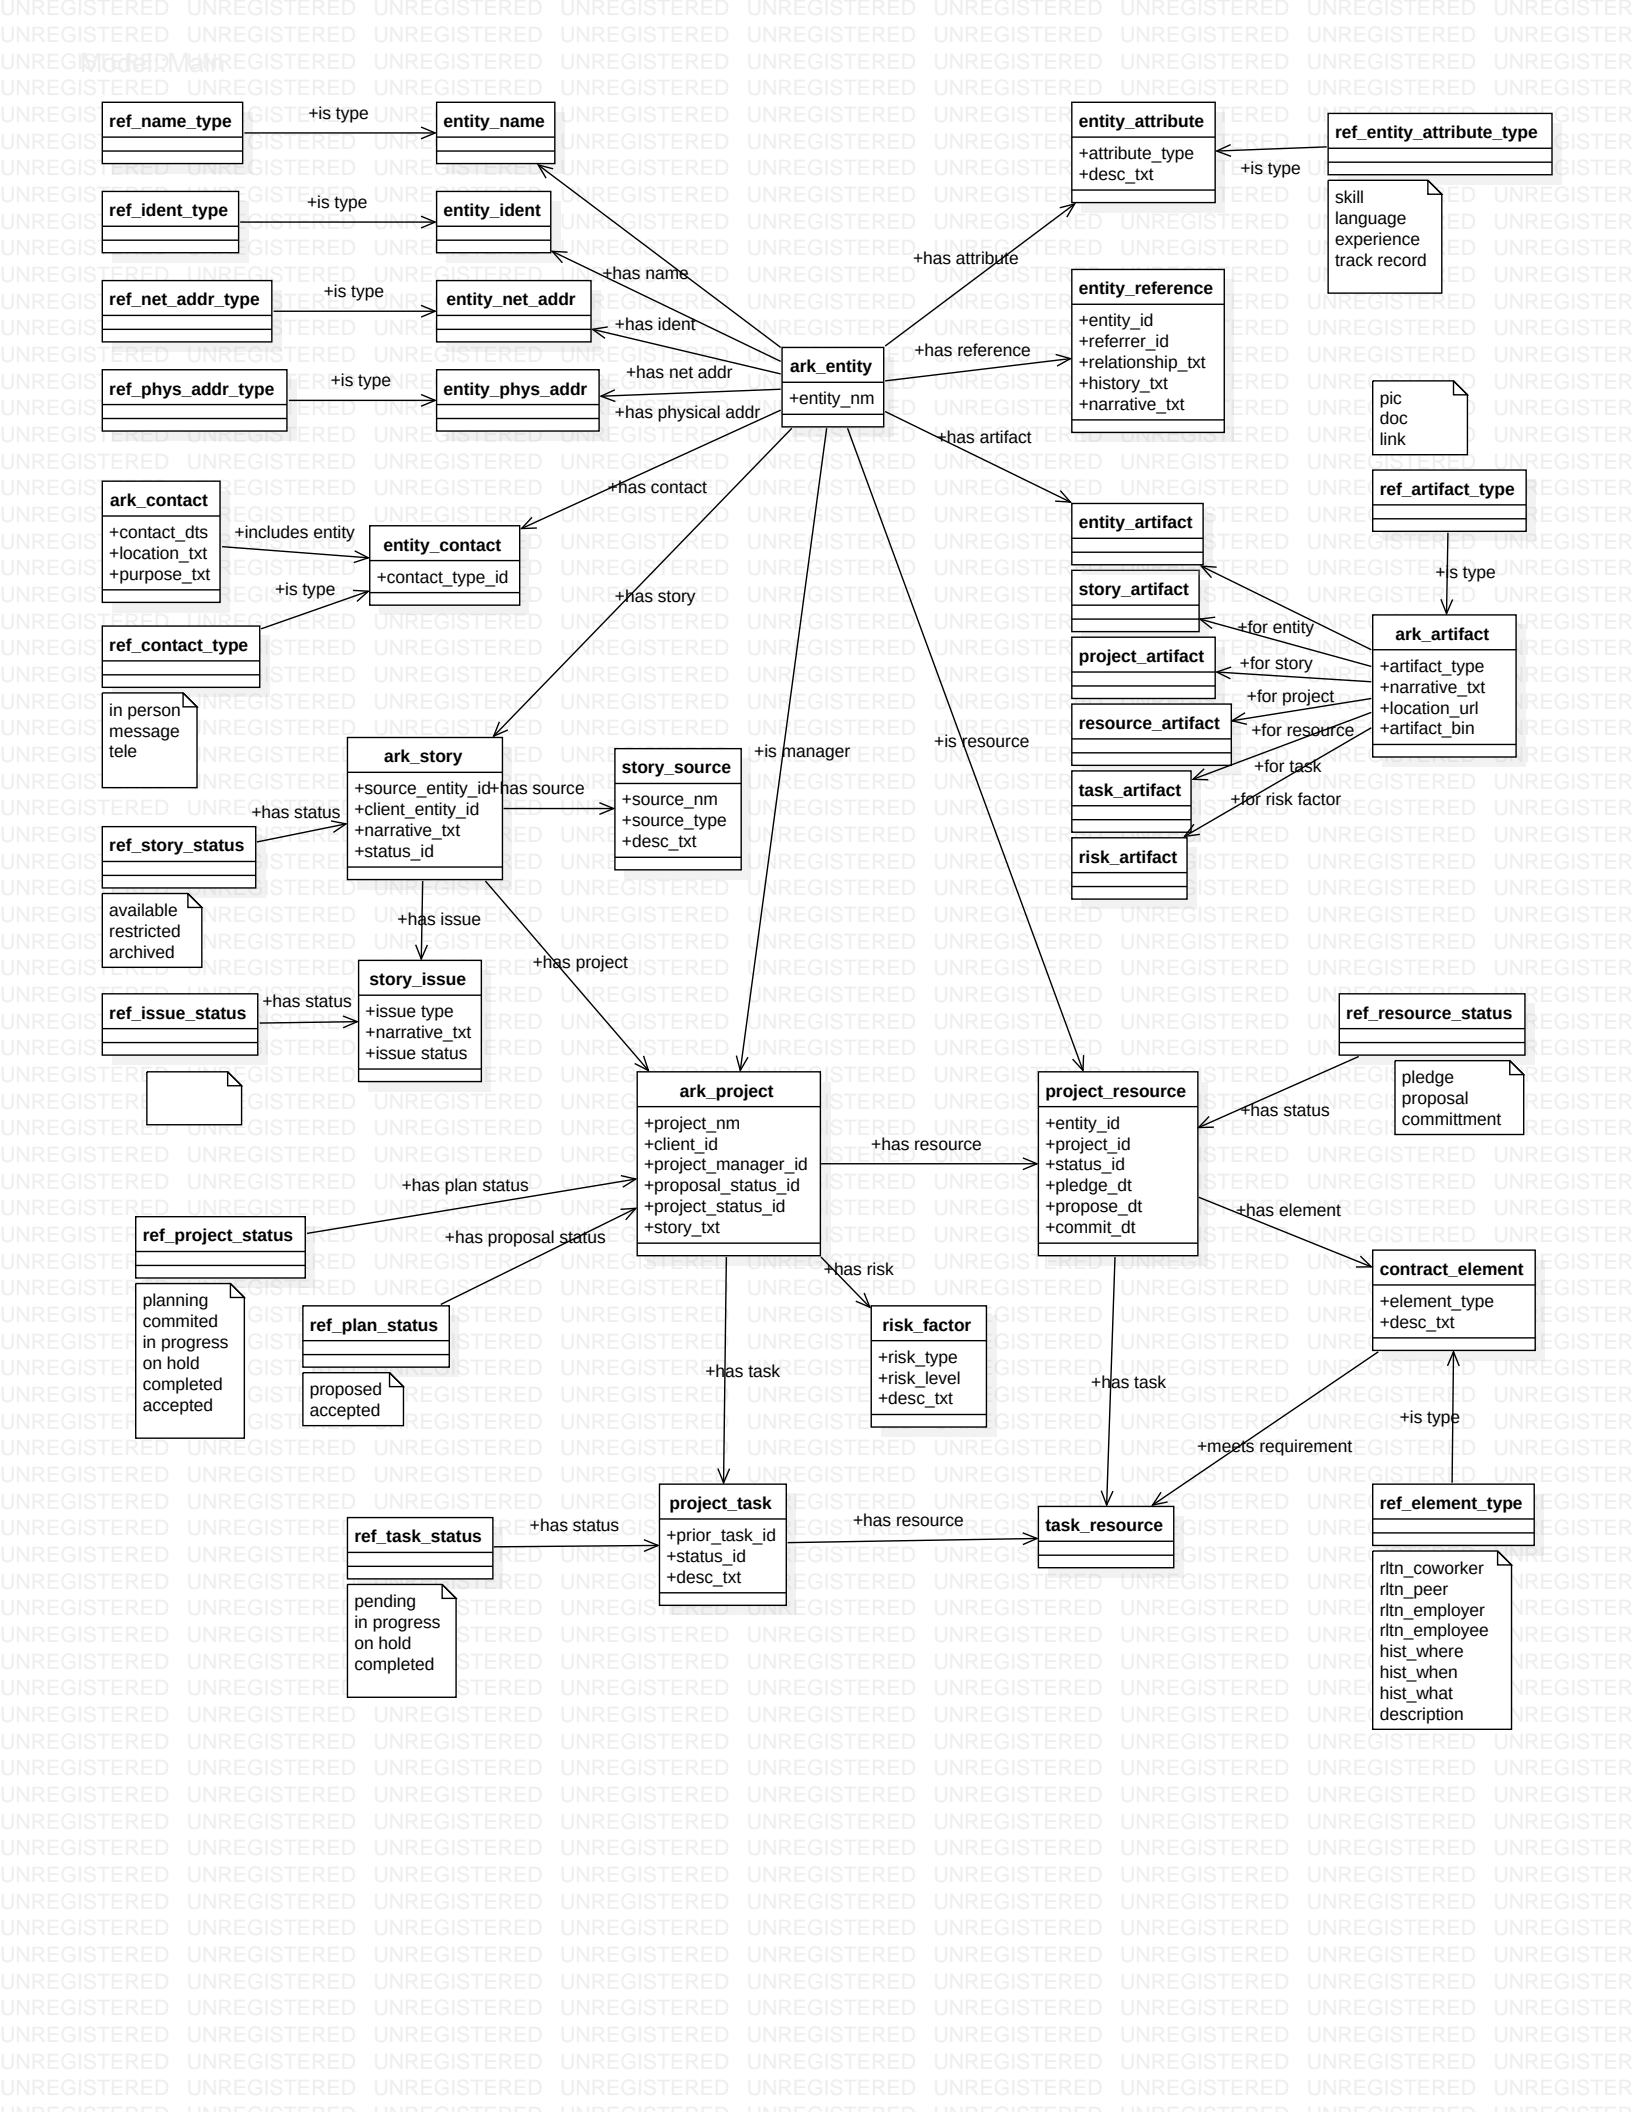 Model::Main
ref_name_type
+is type
entity_name
entity_attribute
+attribute_type
+desc_txt
+is type
ref_entity_attribute_type
skill
language
experience
track record
ref_ident_type
+is type
entity_ident
ref_net_addr_type
+is type
entity_net_addr
ref_phys_addr_type
+is type
entity_phys_addr
+has name
+has ident
+has net addr
+has physical addr
ark_entity
+entity_nm
+has attribute
+has reference
entity_reference
+entity_id
+referrer_id
+relationship_txt
+history_txt
+narrative_txt
+has artifact
pic
doc
link
ref_artifact_type
+is type
ark_contact
+contact_dts
+location_txt
+purpose_txt
+includes entity
+is type
entity_contact
+contact_type_id
+has contact
ref_contact_type
in person
message
tele
+has story
entity_artifact
story_artifact
project_artifact
resource_artifact
task_artifact
risk_artifact
+for entity
+for story
+for project
+for resource
+for task
+for risk factor
ark_artifact
+artifact_type
+narrative_txt
+location_url
+artifact_bin
ark_story
+source_entity_id
+client_entity_id
+narrative_txt
+status_id
+has source
story_source
+source_nm
+source_type
+desc_txt
+is manager
+is resource
+has status
ref_story_status
available
restricted
archived
+has issue
+has project
ref_issue_status
+has status
story_issue
+issue type
+narrative_txt
+issue status
ref_resource_status
pledge
proposal
committment
+has status
ark_project
+project_nm
+client_id
+project_manager_id
+proposal_status_id
+project_status_id
+story_txt
+has resource
project_resource
+entity_id
+project_id
+status_id
+pledge_dt
+propose_dt
+commit_dt
+has element
+has plan status
+has proposal status
ref_project_status
planning
commited
in progress
on hold
completed
accepted
ref_plan_status
proposed
accepted
+has risk
risk_factor
+risk_type
+risk_level
+desc_txt
contract_element
+element_type
+desc_txt
+has task
+has task
+is type
+meets requirement
ref_task_status
+has status
pending
in progress
on hold
completed
project_task
+prior_task_id
+status_id
+desc_txt
+has resource
task_resource
ref_element_type
rltn_coworker
rltn_peer
rltn_employer
rltn_employee
hist_where
hist_when
hist_what
description